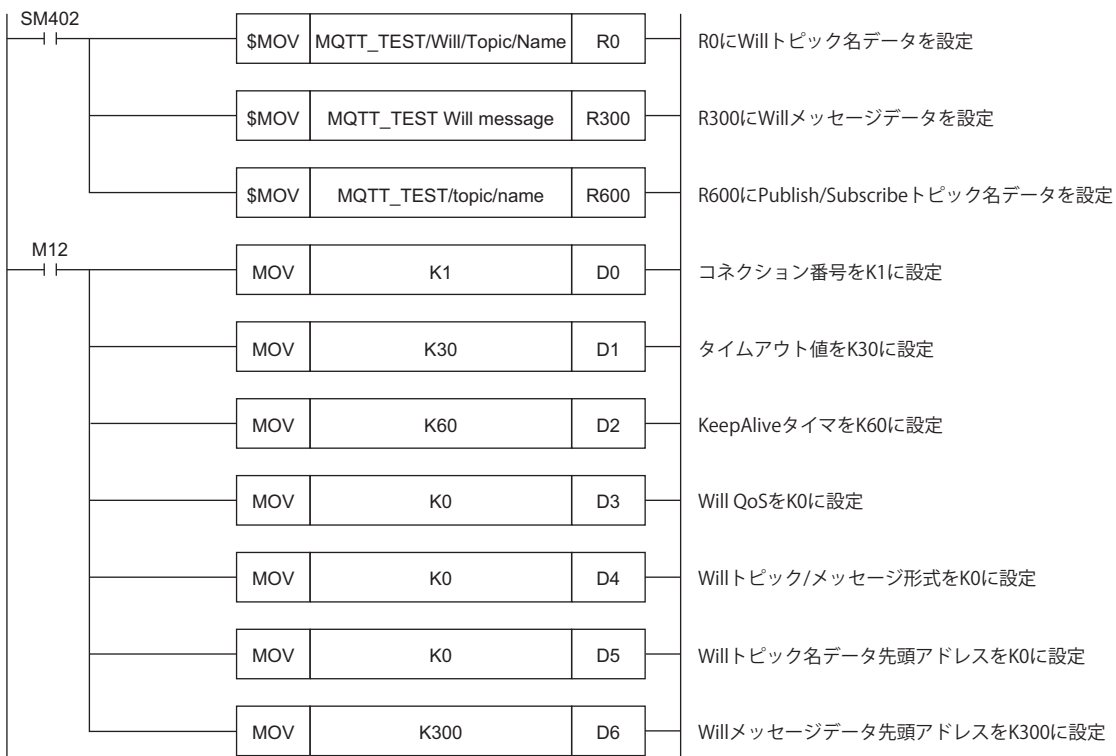 SM402
$MOV MQTT_TEST/Will/Topic/Name R0 R0にWillトピック名データを設定
$MOV MQTT_TEST Will message R300 R300にWillメッセージデータを設定
$MOV MQTT_TEST/topic/name R600 R600にPublish/Subscribeトピック名データを設定
M12
MOV K1 D0 コネクション番号をK1に設定
MOV K30 D1 タイムアウト値をK30に設定
MOV K60 D2 KeepAliveタイマをK60に設定
MOV K0 D3 Will QoSをK0に設定
MOV K0 D4 Willトピック/メッセージ形式をK0に設定
MOV K0 D5 Willトピック名データ先頭アドレスをK0に設定
MOV K300 D6 Willメッセージデータ先頭アドレスをK300に設定